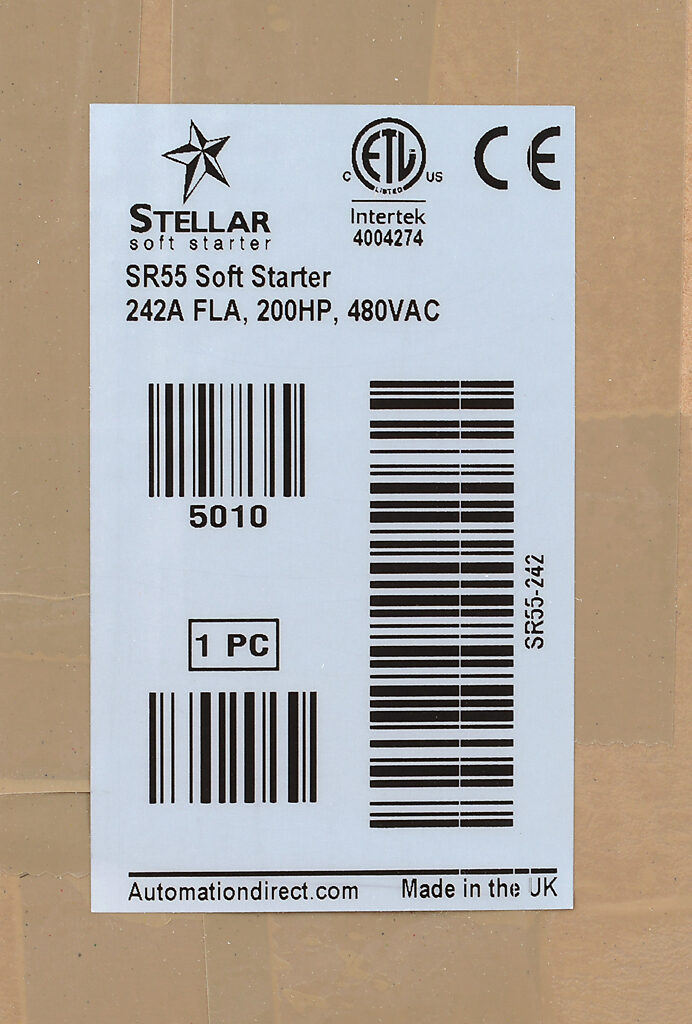 STELLAR
soft starter
C ETL US
LISTED
Intertek
4004274
CE
SR55 Soft Starter
242A FLA, 200HP, 480VAC
5010
SR55-242
1 PC
Automationdirect.com Made in the UK